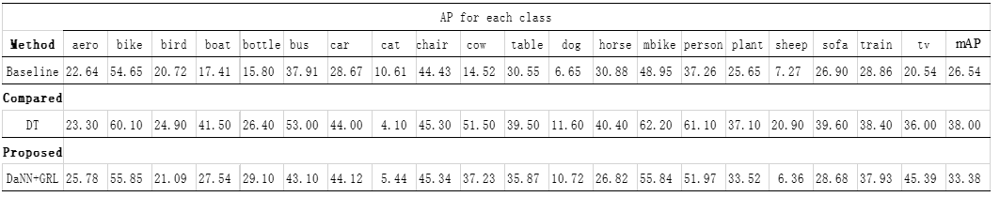 AP for each class
Method aero bike bird boat bottle bus car cat chair cow table dog horse mbike person plant sheep sofa train tv mAP
Baseline 22.64 54.65 20.72 17.41 15.80 37.91 28.67 10.61 44.43 14.52 30.55 6.65 30.88 48.95 37.26 25.65 7.27 26.90 28.86 20.54 26.54
Compared
DT 23.30 60.10 24.90 41.50 26.40 53.00 44.00 4.10 45.30 51.50 39.50 11.60 40.40 62.20 61.10 37.10 20.90 39.60 38.40 36.00 38.00
Proposed
DaNN+GRL 25.78 55.85 21.09 27.54 29.10 43.10 44.12 5.44 45.34 37.23 35.87 10.72 26.82 55.84 51.97 33.52 6.36 28.68 37.93 45.39 33.38